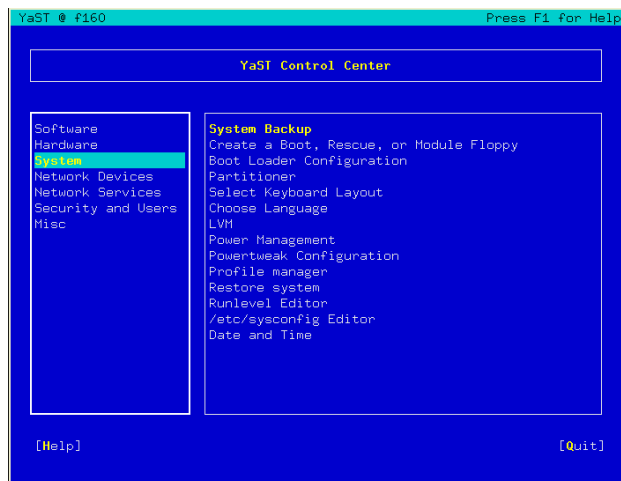 YaST @ f160 Press F1 for Help
YaST Control Center
Software
Hardware
System
Network Devices
Network Services
Security and Users
Misc
System Backup
Create a Boot, Rescue, or Module Floppy
Boot Loader Configuration
Partitioner
Select Keyboard Layout
Choose Language
LVM
Power Management
Powertweak Configuration
Profile manager
Restore system
Runlevel Editor
/etc/sysconfig Editor
Date and Time
[Help] [Quit]